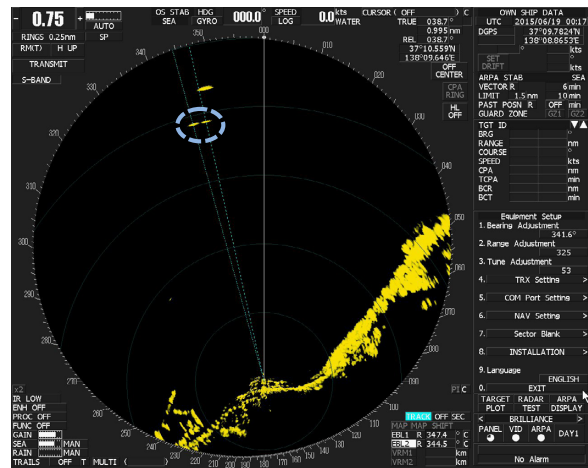 - 0.75 + AUTO
RINGS 0.25nm SP
RM(T) H UP
TRANSMIT
S-BAND
OS STAB HDG 000.0° SPEED 0.0 kts CURSOR ( OFF ) C
SEA GYRO LOG WATER TRUE 038.7°
0.995 nm
REL 038.7°
37°10.559N
138°09.646E
OFF
CENTER
CPA
RING
HL
OFF
OWN SHIP DATA
UTC 2015/06/19 00:17
DGPS 37°09.7824N
138°08.8653E
° kts
SET
DRIFT ° kts
ARPA STAB SEA
VECTOR R 6 min
LIMIT 1.5 nm 10 min
PAST POSN R OFF min
GUARD ZONE GZ1 GZ2
TGT ID
BRG °
RANGE nm
COURSE °
SPEED kts
CPA nm
TCPA min
BCR nm
BCT min
Equipment Setup
1. Bearing Adjustment
341.6°
2. Range Adjustment
325
3. Tune Adjustment
53
4. TRX Setting >
5. COM Port Setting >
6. NAV Setting >
7. Sector Blank >
8. INSTALLATION >
9. Language
ENGLISH
0. EXIT
TARGET RADAR ARPA
PLOT TEST DISPLAY
< BRILLIANCE >
PANEL VID ARPA DAY1
No Alarm
350
340
330
320
310
300
290
280
270
000
010
020
030
040
050
060
070
080
x2
IR LOW
ENH OFF
PROC OFF
FUNC OFF
GAIN
SEA MAN
RAIN MAN
TRAILS OFF T MULTI ( )
PI C
TRACK OFF SEC
MAP MAP SHIFT
EBL1 R 347.4 ° C
EBL2 R 344.5 ° C
VRM1 km
VRM2 km